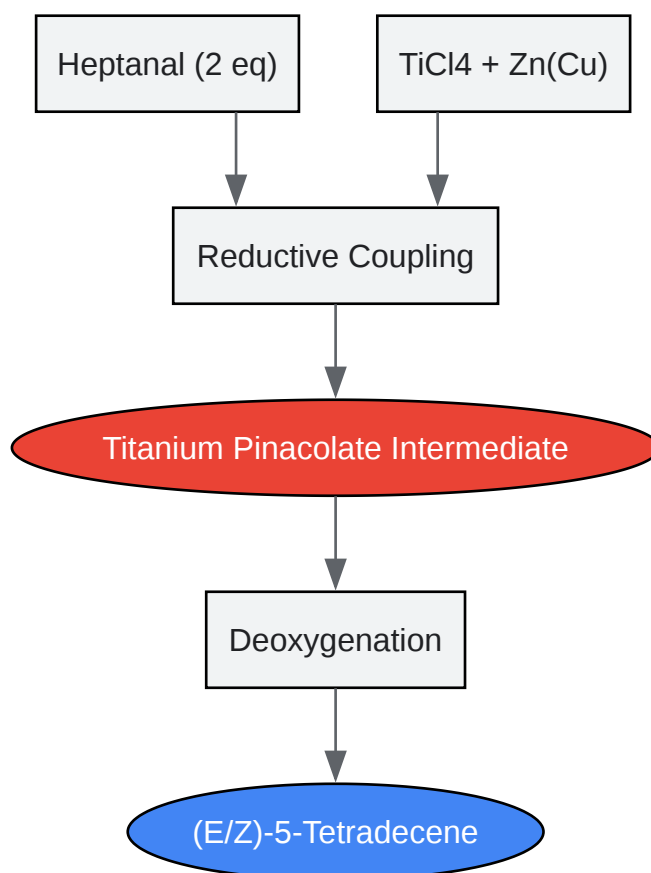 Heptanal (2 eq)
TiCl4 + Zn(Cu)
Reductive Coupling
Titanium Pinacolate Intermediate
Deoxygenation
(E/Z)-5-Tetradecene